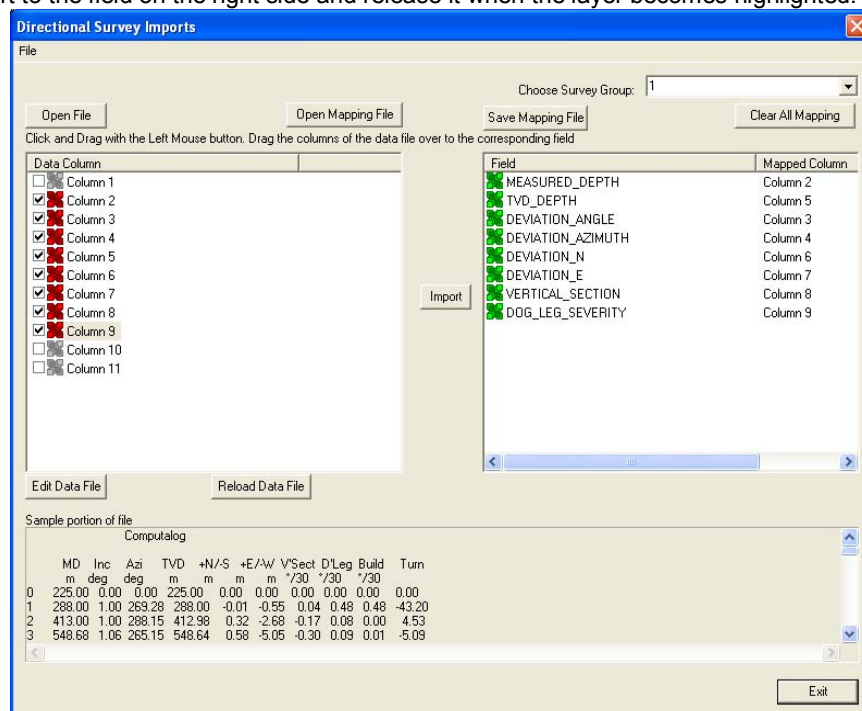 ft to the field on the right side and release it when the layer becomes highlighted.
Directional Survey Imports
File
Choose Survey Group: 1
Open File Open Mapping File Save Mapping File Clear All Mapping
Click and Drag with the Left Mouse button. Drag the columns of the data file over to the corresponding field
Data Column
Column 1
Column 2
Column 3
Column 4
Column 5
Column 6
Column 7
Column 8
Column 9
Column 10
Column 11
Import
Field Mapped Column
MEASURED_DEPTH Column 2
TVD_DEPTH Column 5
DEVIATION_ANGLE Column 3
DEVIATION_AZIMUTH Column 4
DEVIATION_N Column 6
DEVIATION_E Column 7
VERTICAL_SECTION Column 8
DOG_LEG_SEVERITY Column 9
Edit Data File Reload Data File
Sample portion of file
Computalog
MD Inc Azi TVD +N/-S +E/-W V'Sect D'Leg Build Turn
m deg deg m m m m °/30 °/30 °/30
0 225.00 0.00 0.00 225.00 0.00 0.00 0.00 0.00 0.00 0.00
1 288.00 1.00 269.28 288.00 -0.01 -0.55 0.04 0.48 0.48 -43.20
2 413.00 1.00 288.15 412.98 0.32 -2.68 -0.17 0.08 0.00 4.53
3 548.68 1.06 265.15 548.64 0.58 -5.05 -0.30 0.09 0.01 -5.09
Exit